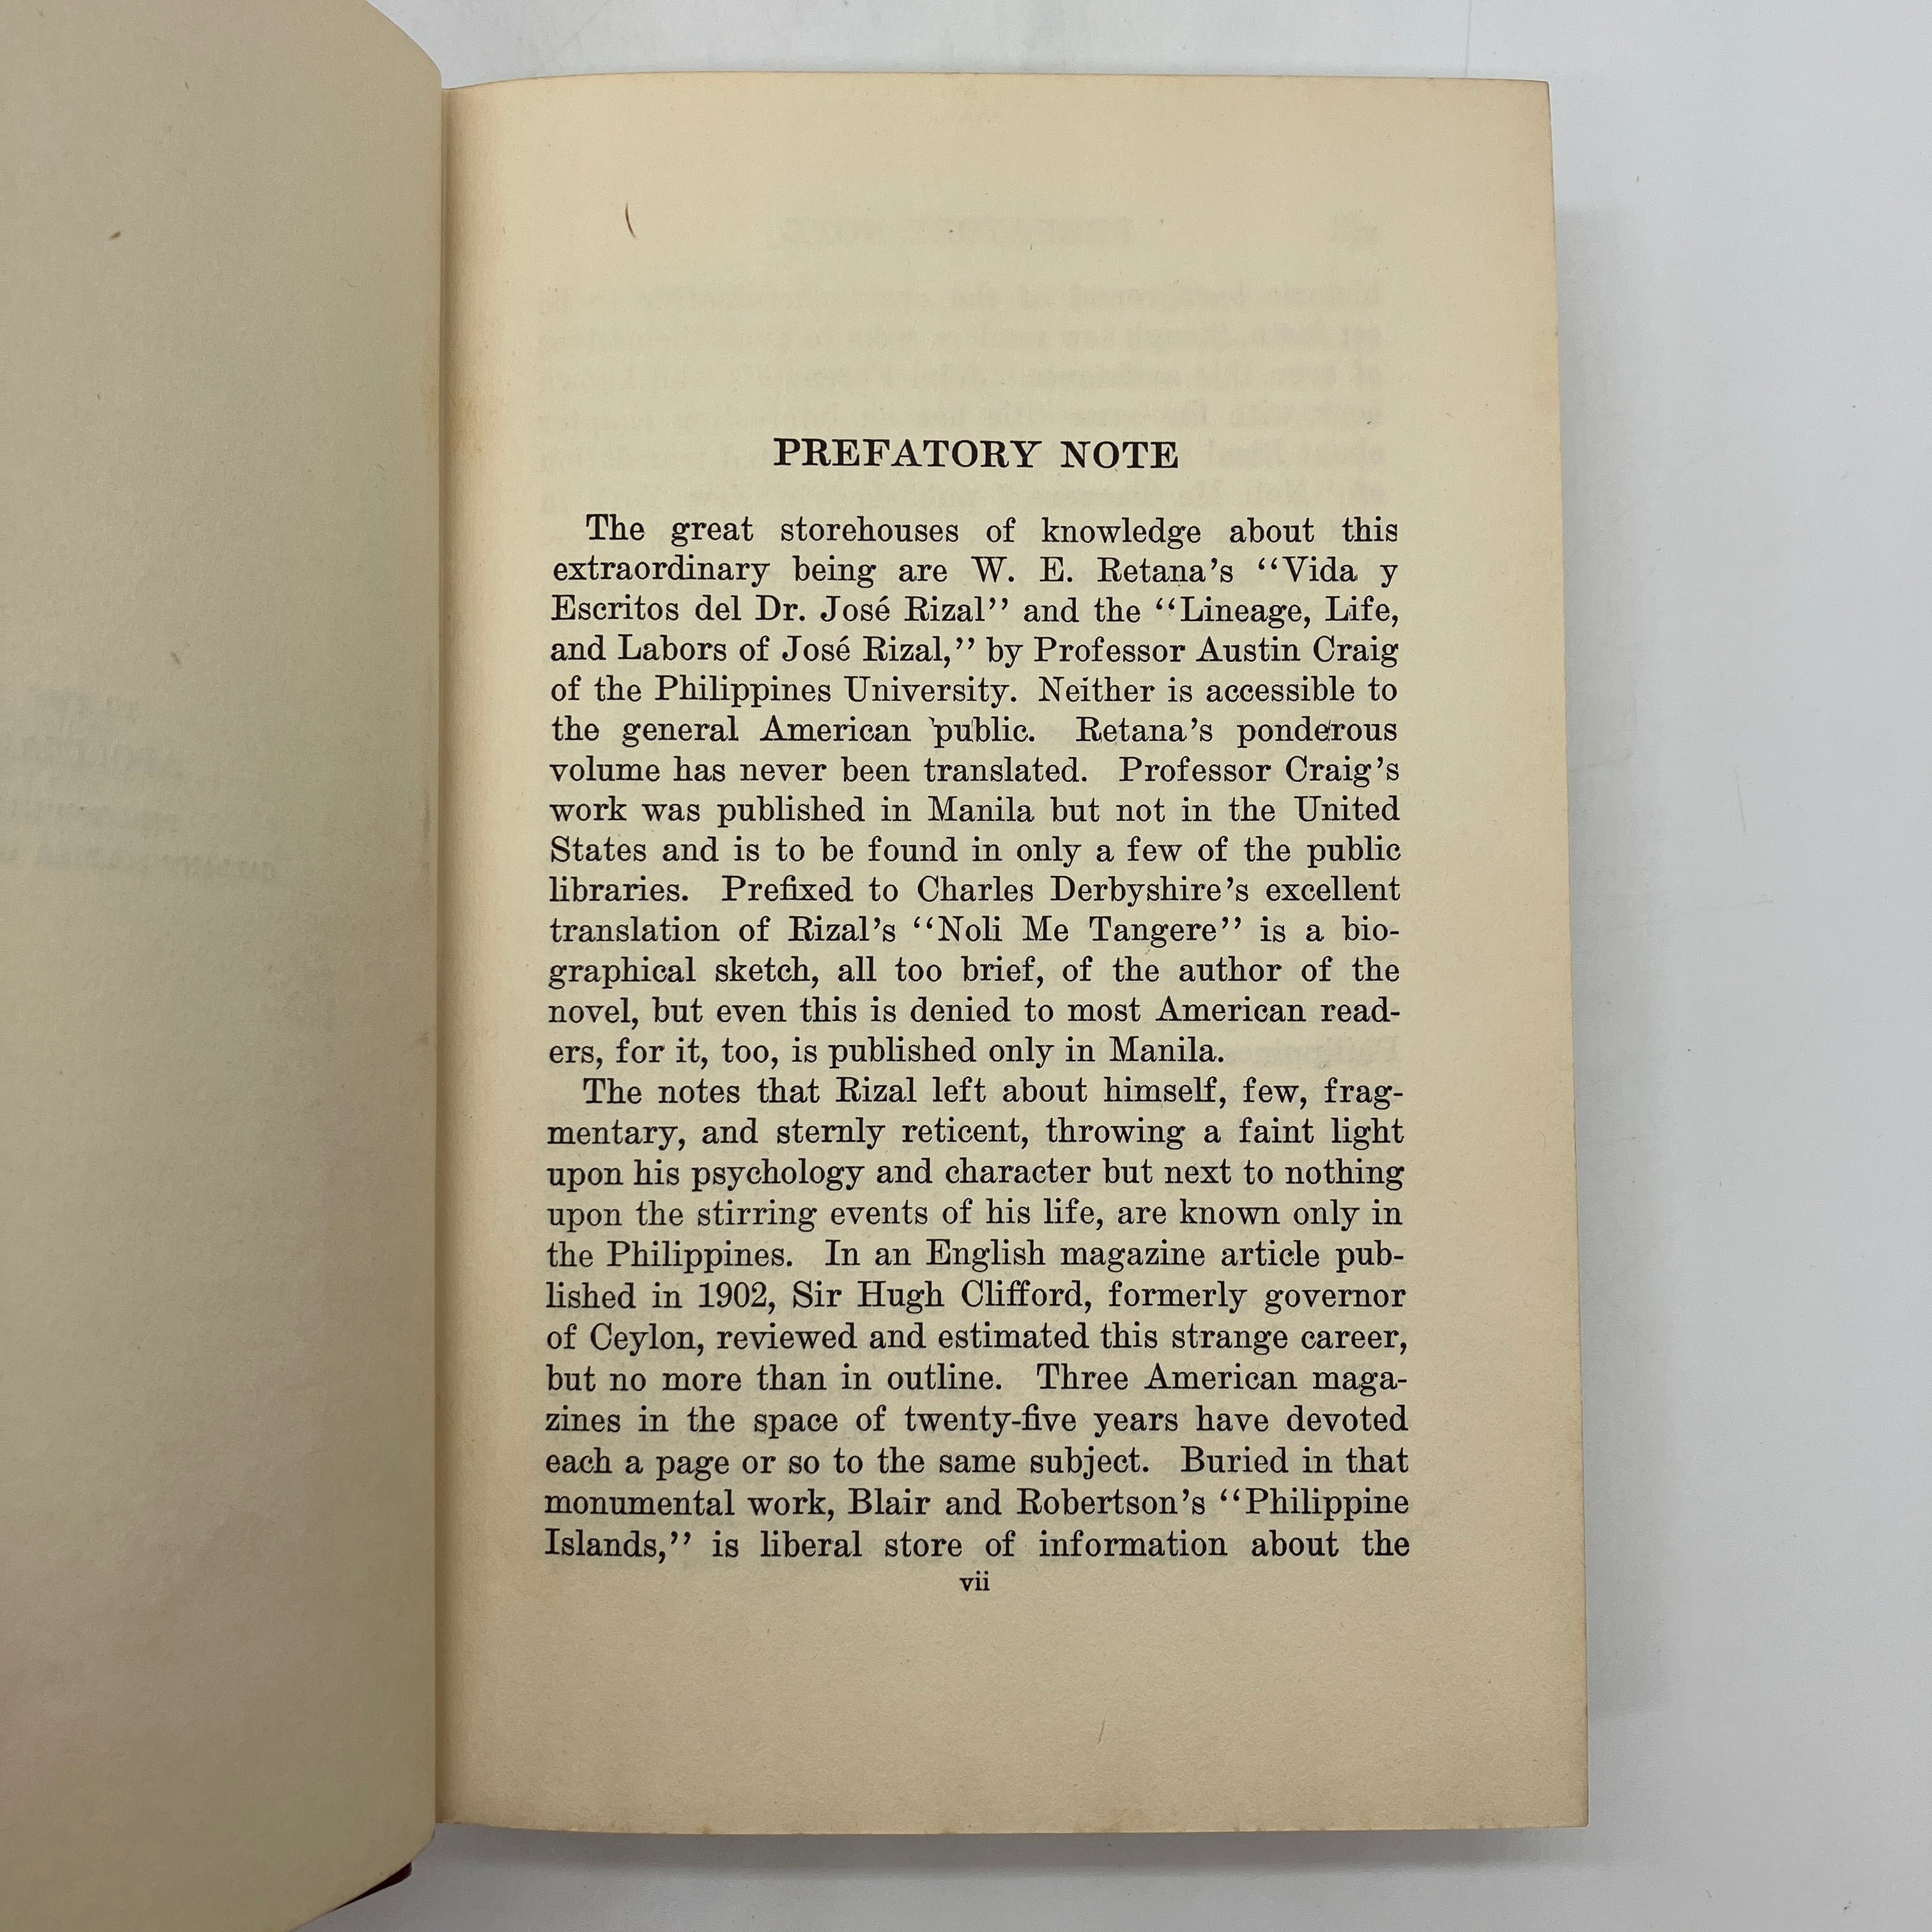 PREFATORY NOTE
The great storehouses of knowledge about this
extraordinary being are W. E. Retana's “Vida y
Escritos del Dr. José Rizal” and the “Lineage, Life,
and Labors of José Rizal,” by Professor Austin Craig
of the Philippines University. Neither is accessible to
the general American public. Retana's ponderous
volume has never been translated. Professor Craig's
work was published in Manila but not in the United
States and is to be found in only a few of the public
libraries. Prefixed to Charles Derbyshire's excellent
translation of Rizal's “Noli Me Tangere” is a bio-
graphical sketch, all too brief, of the author of the
novel, but even this is denied to most American read-
ers, for it, too, is published only in Manila.
The notes that Rizal left about himself, few, frag-
mentary, and sternly reticent, throwing a faint light
upon his psychology and character but next to nothing
upon the stirring events of his life, are known only in
the Philippines. In an English magazine article pub-
lished in 1902, Sir Hugh Clifford, formerly governor
of Ceylon, reviewed and estimated this strange career,
but no more than in outline. Three American maga-
zines in the space of twenty-five years have devoted
each a page or so to the same subject. Buried in that
monumental work, Blair and Robertson's “Philippine
Islands,” is liberal store of information about the
vii